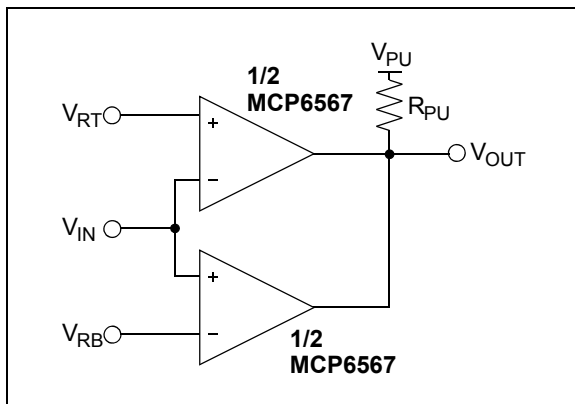 1/2
MCP6567
V_PU
R_PU
V_RT
+
−
V_OUT
V_IN
+
−
V_RB
1/2
MCP6567